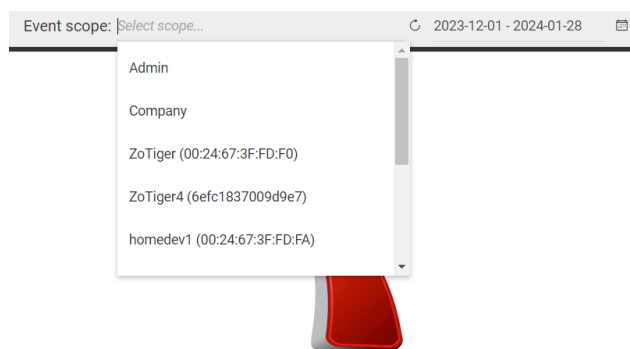 Event scope: Select scope... 2023-12-01 - 2024-01-28
Admin
Company
ZoTiger (00:24:67:3F:FD:F0)
ZoTiger4 (6efc1837009d9e7)
homedev1 (00:24:67:3F:FD:FA)